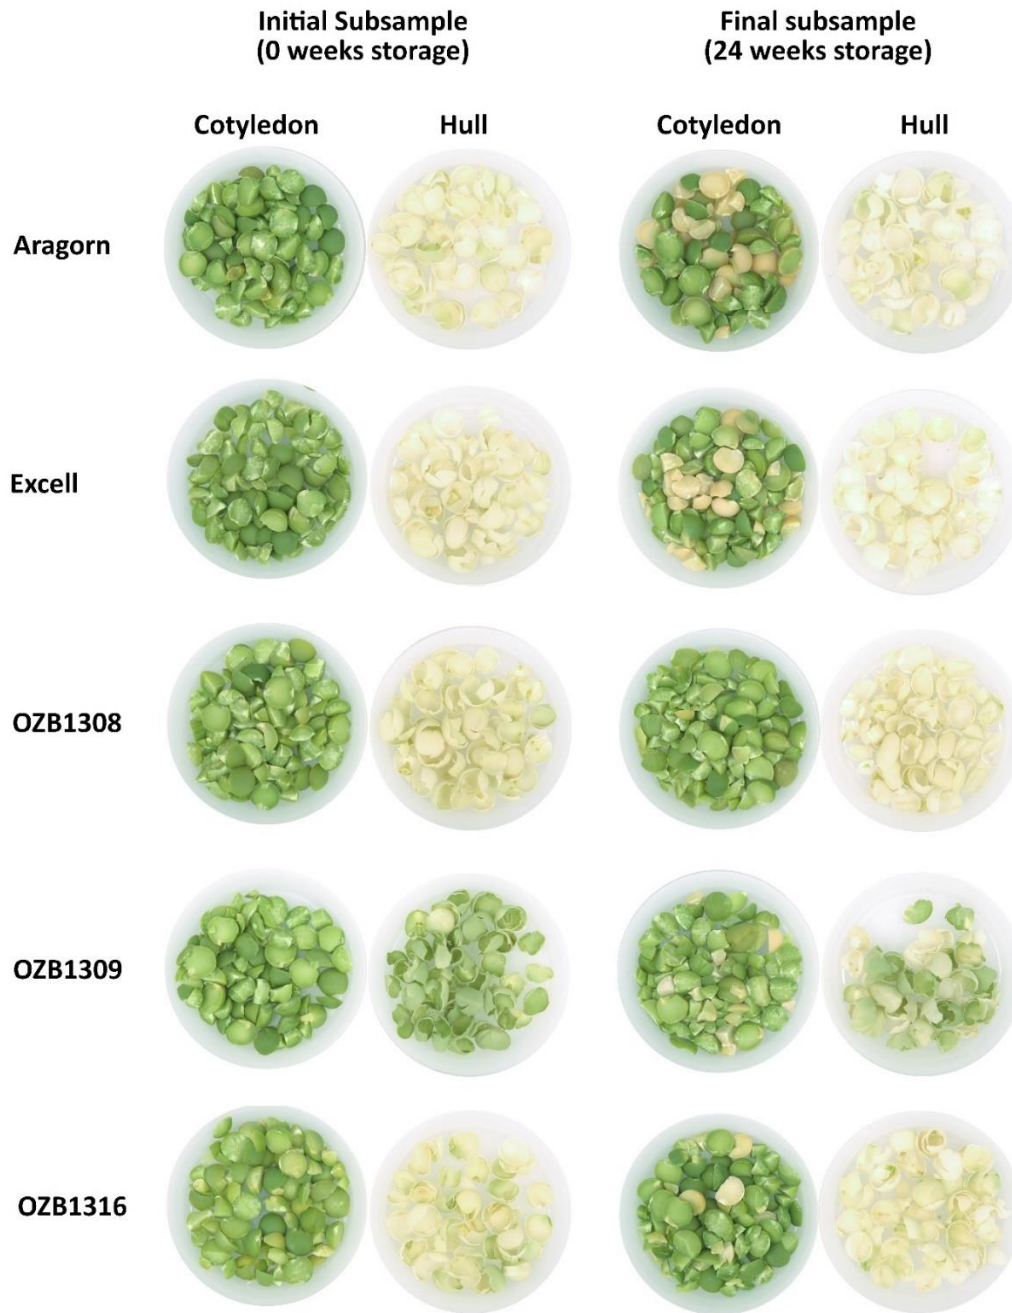 Initial Subsample
(0 weeks storage)
Final subsample
(24 weeks storage)
Cotyledon
Hull
Cotyledon
Hull
Aragorn
Excell
OZB1308
OZB1309
OZB1316